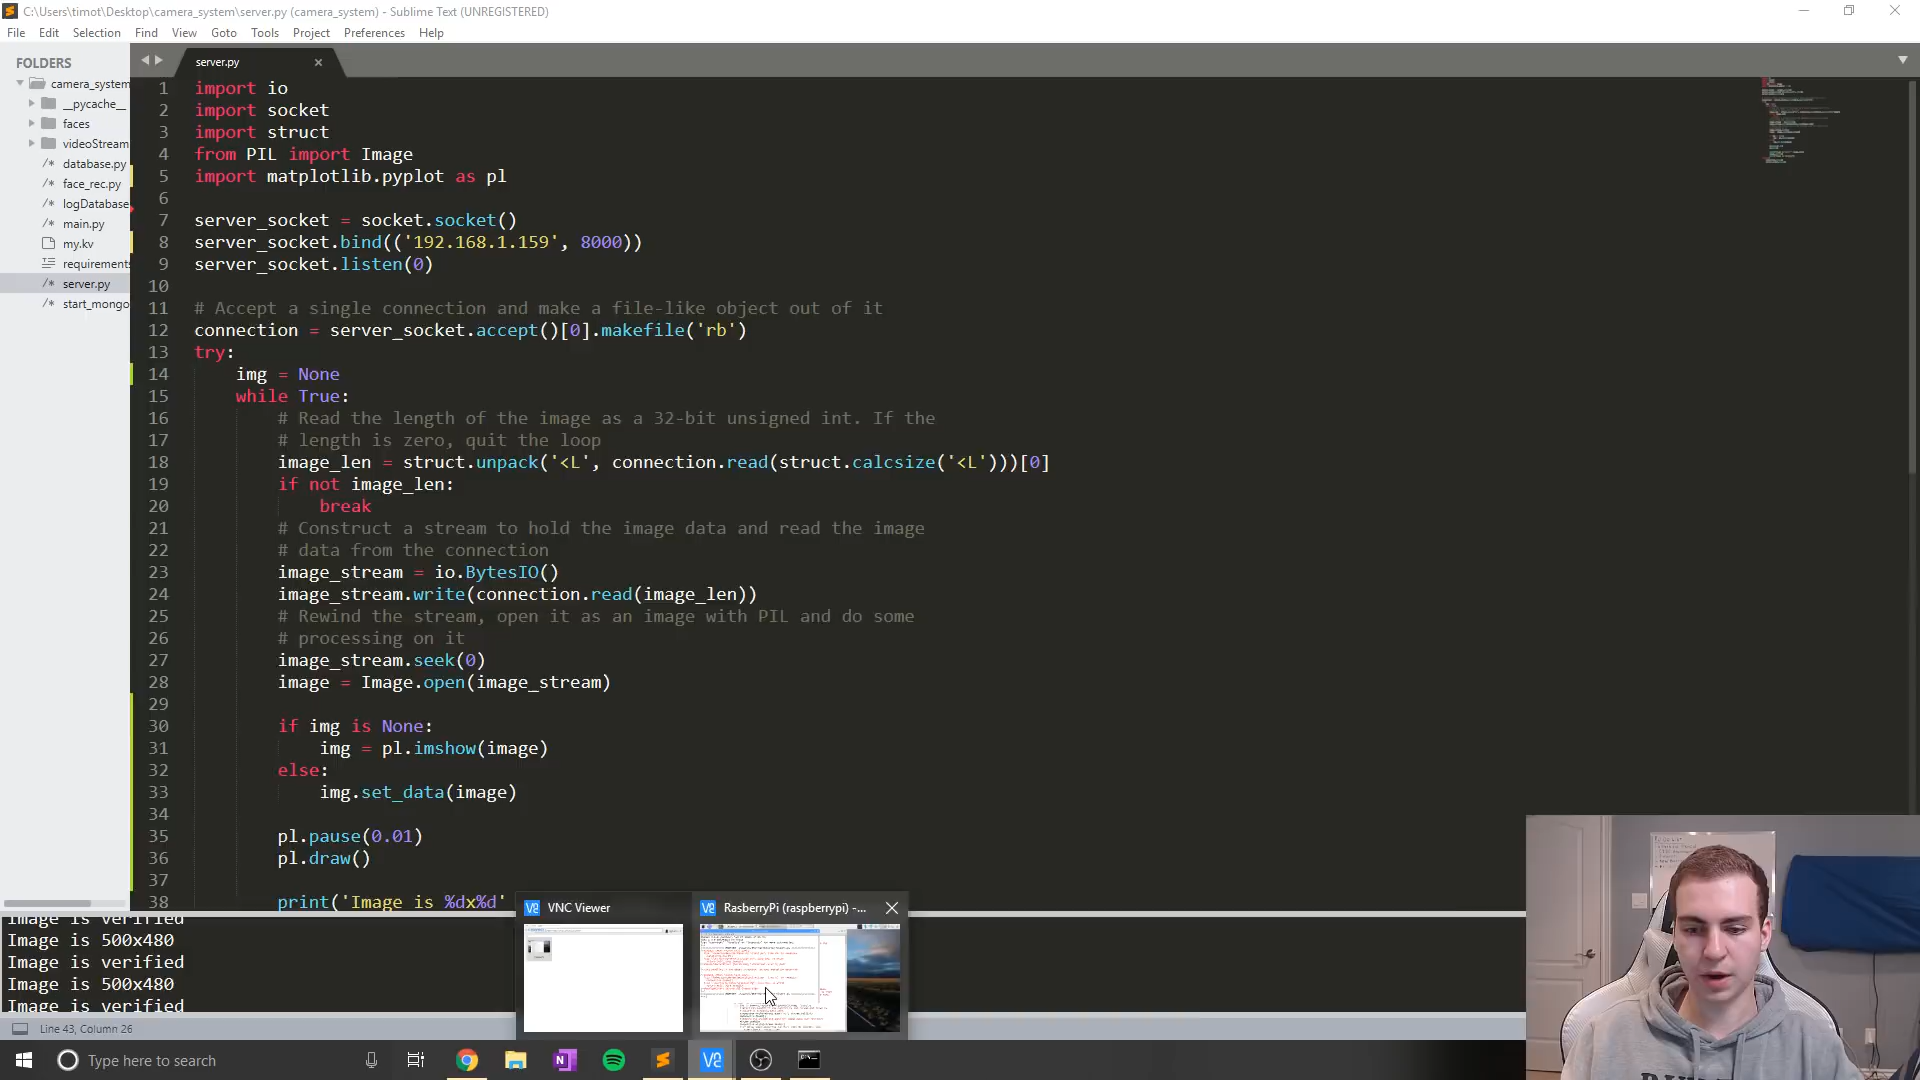 C:\Users\timot\Desktop\camera_system\server.py (camera_system) - Sublime Text (UNREGISTERED)
File Edit Selection Find View Goto Tools Project Preferences Help
FOLDERS
camera_system
__pycache__
faces
videoStream
database.py
face_rec.py
logDatabase
main.py
my.kv
requirements
server.py
start_mongo
server.py
1 import io
2 import socket
3 import struct
4 from PIL import Image
5 import matplotlib.pyplot as pl
6
7 server_socket = socket.socket()
8 server_socket.bind(('192.168.1.159', 8000))
9 server_socket.listen(0)
10
11 # Accept a single connection and make a file-like object out of it
12 connection = server_socket.accept()[0].makefile('rb')
13 try:
14 img = None
15 while True:
16 # Read the length of the image as a 32-bit unsigned int. If the
17 # length is zero, quit the loop
18 image_len = struct.unpack('<L', connection.read(struct.calcsize('<L')))[0]
19 if not image_len:
20 break
21 # Construct a stream to hold the image data and read the image
22 # data from the connection
23 image_stream = io.BytesIO()
24 image_stream.write(connection.read(image_len))
25 # Rewind the stream, open it as an image with PIL and do some
26 # processing on it
27 image_stream.seek(0)
28 image = Image.open(image_stream)
29
30 if img is None:
31 img = pl.imshow(image)
32 else:
33 img.set_data(image)
34
35 pl.pause(0.01)
36 pl.draw()
37
38 print('Image is %dx%d'
Image is verified
Image is 500x480
Image is verified
Image is 500x480
Image is verified
VNC Viewer
RasberryPi (raspberrypi) -...
Line 43, Column 26
Type here to search